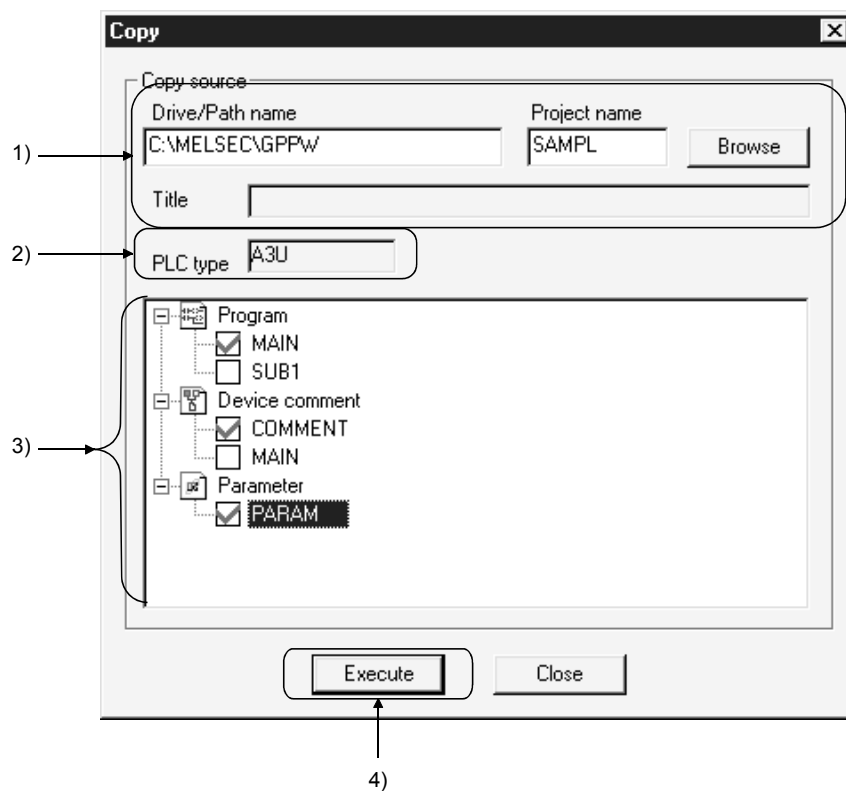 Copy
Copy source
Drive/Path name Project name
1) C:\MELSEC\GPPW SAMPL Browse
Title
2) PLC type A3U
Program
MAIN
SUB1
Device comment
COMMENT
3) MAIN
Parameter
PARAM
Execute Close
4)